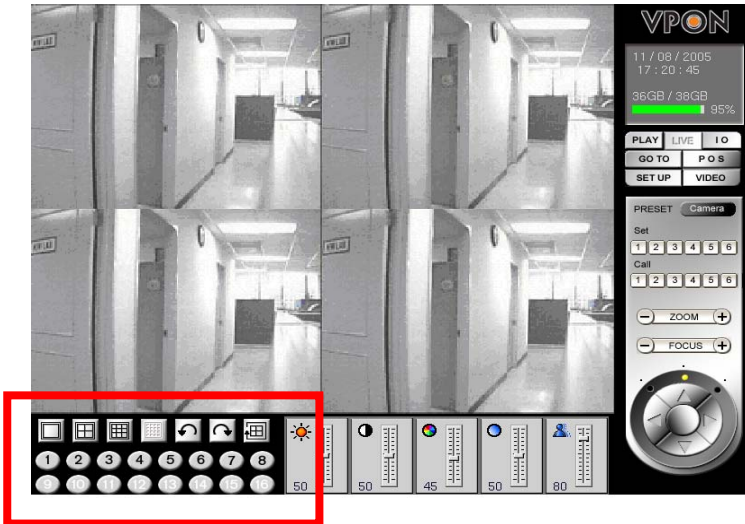 VPON
11 / 08 / 2005
17 : 20 : 45
36GB / 38GB
95%
PLAY LIVE I O
GO TO P O S
SET UP VIDEO
PRESET Camera
Set
1 2 3 4 5 6
Call
1 2 3 4 5 6
ZOOM
FOCUS
1 2 3 4 5 6 7 8
9 10 11 12 13 14 15 16
50 50 45 50 80